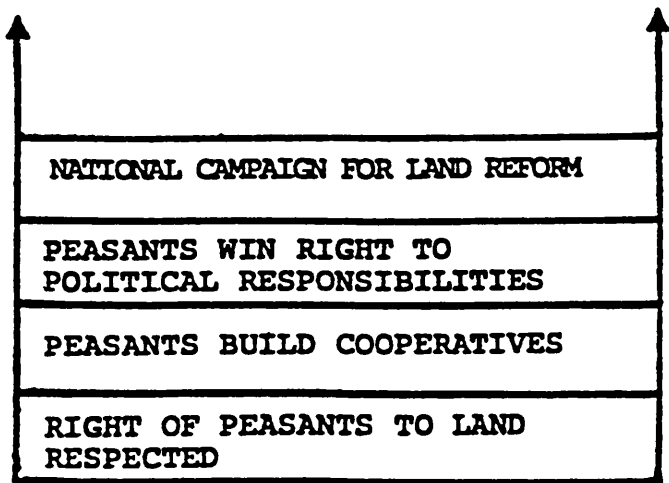 NATIONAL CAMPAIGN FOR LAND REFORM
PEASANTS WIN RIGHT TO
POLITICAL RESPONSIBILITIES
PEASANTS BUILD COOPERATIVES
RIGHT OF PEASANTS TO LAND
RESPECTED